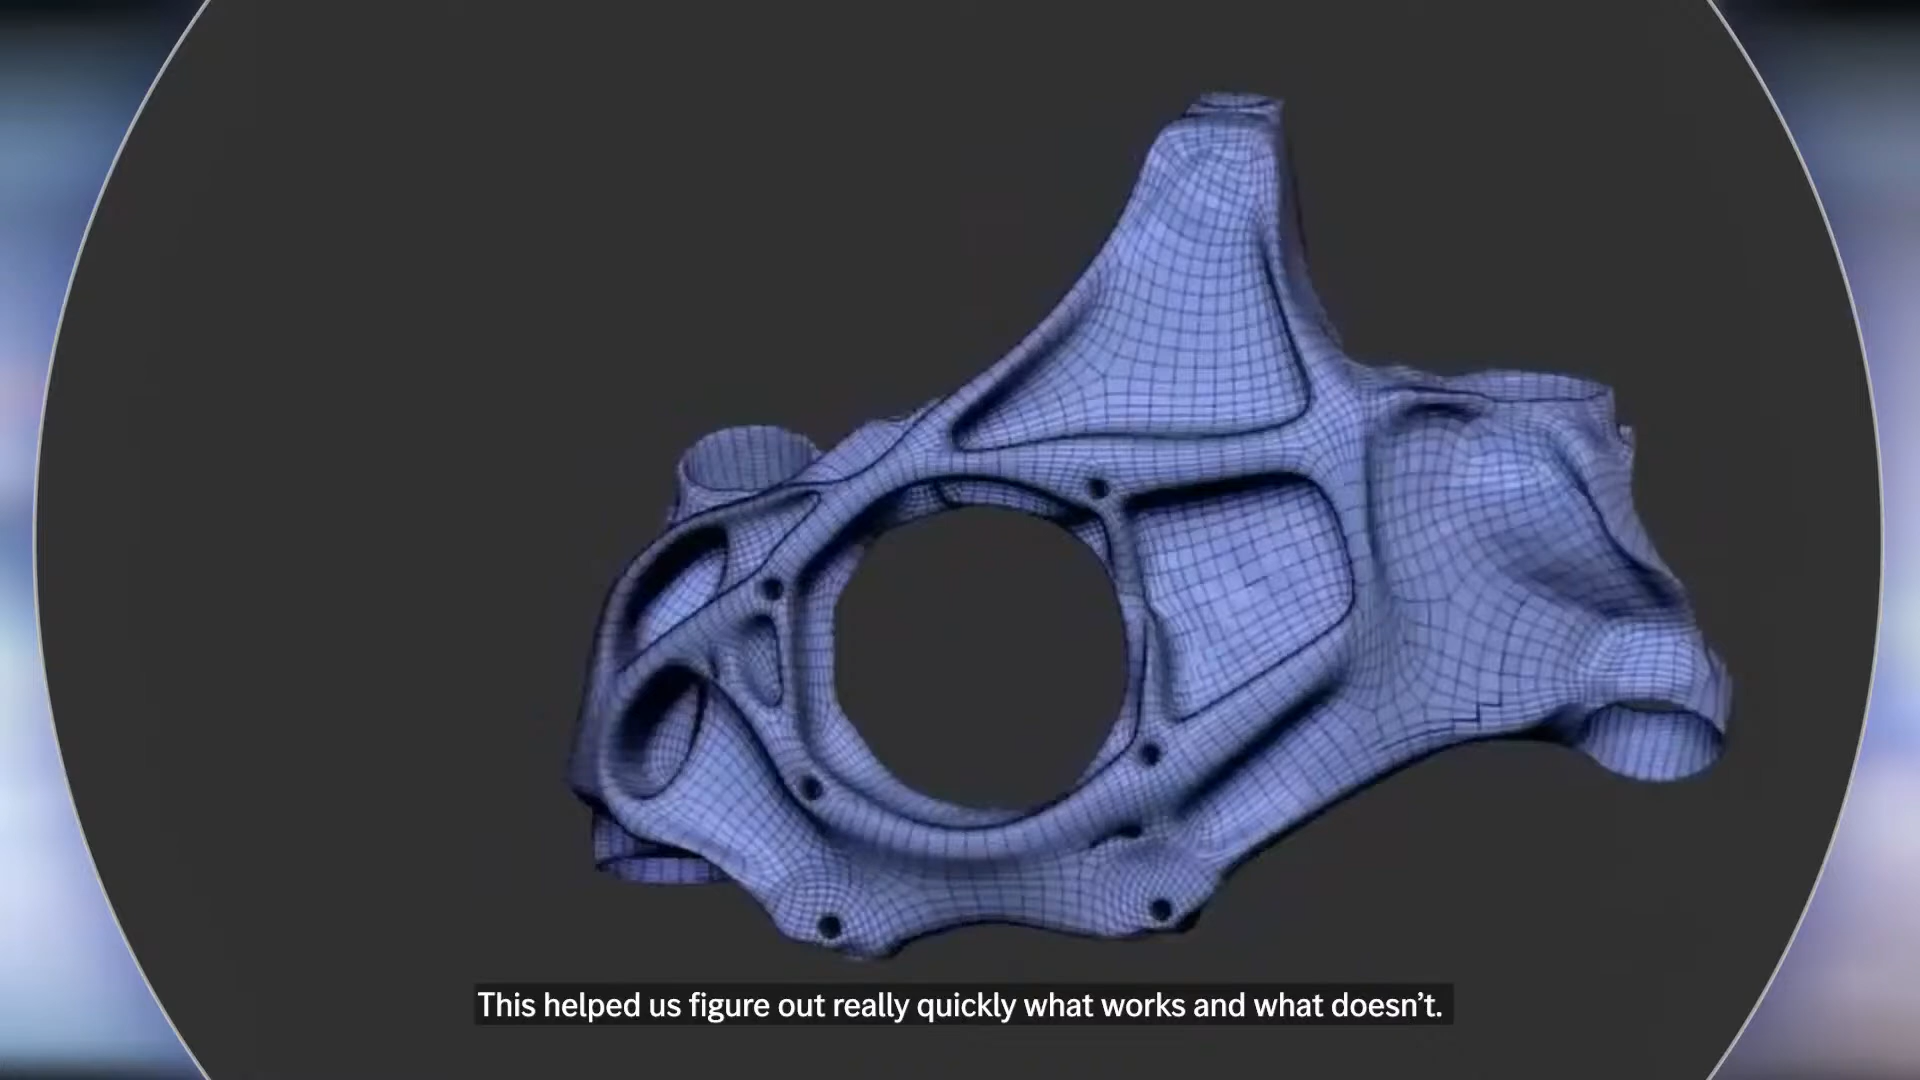 This helped us figure out really quickly what works and what doesn’t.